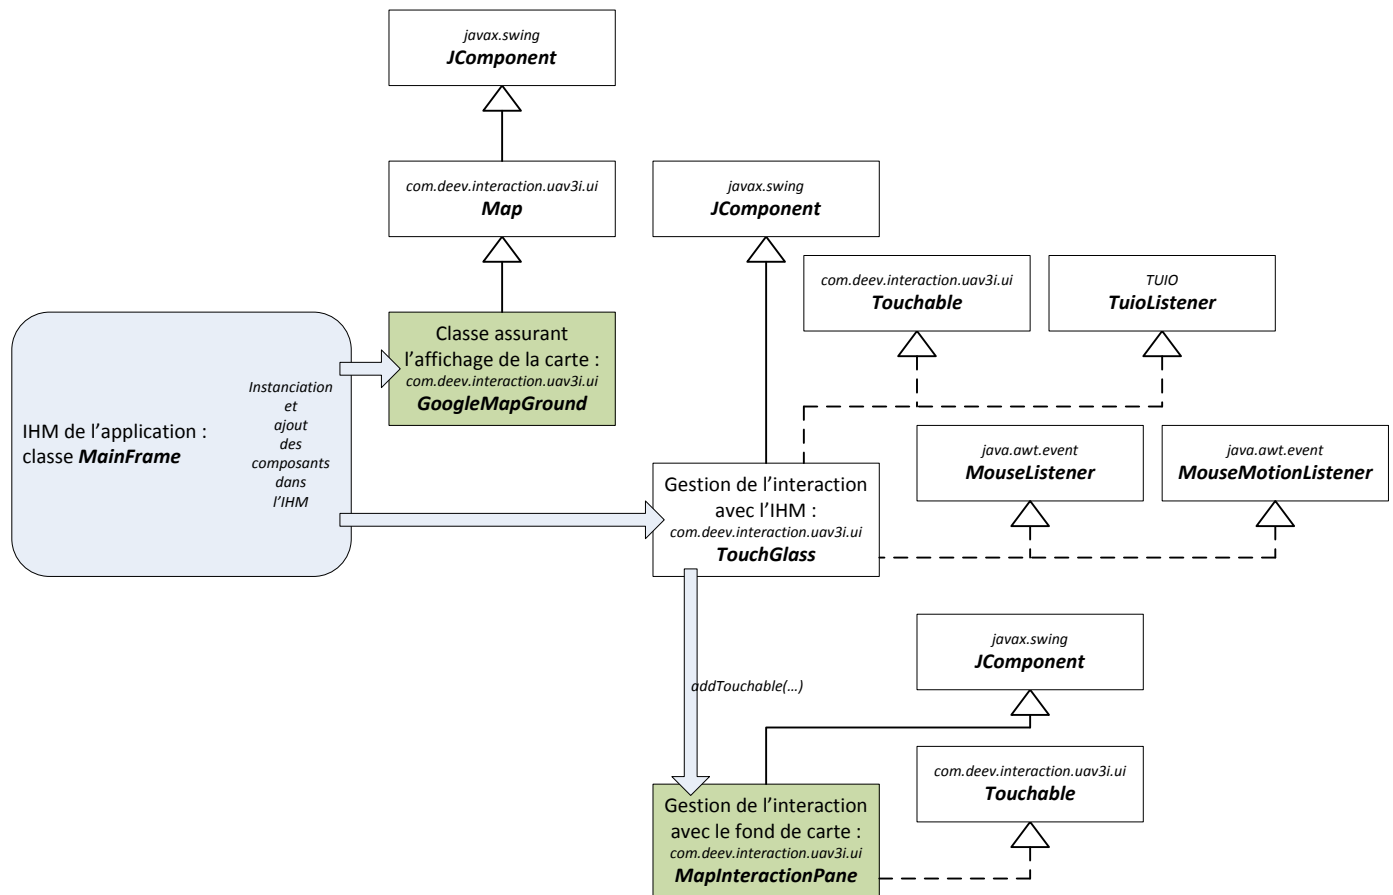 javax.swing
JComponent
com.deev.interaction.uav3i.ui
Map
javax.swing
JComponent
com.deev.interaction.uav3i.ui
Touchable
TUIO
TuioListener
Classe assurant
l’affichage de la carte :
com.deev.interaction.uav3i.ui
GoogleMapGround
IHM de l’application :
classe MainFrame
Instanciation
et
ajout
des
composants
dans
l’IHM
java.awt.event
MouseListener
java.awt.event
MouseMotionListener
Gestion de l’interaction
avec l’IHM :
com.deev.interaction.uav3i.ui
TouchGlass
javax.swing
JComponent
addTouchable(…)
com.deev.interaction.uav3i.ui
Touchable
Gestion de l’interaction
avec le fond de carte :
com.deev.interaction.uav3i.ui
MapInteractionPane